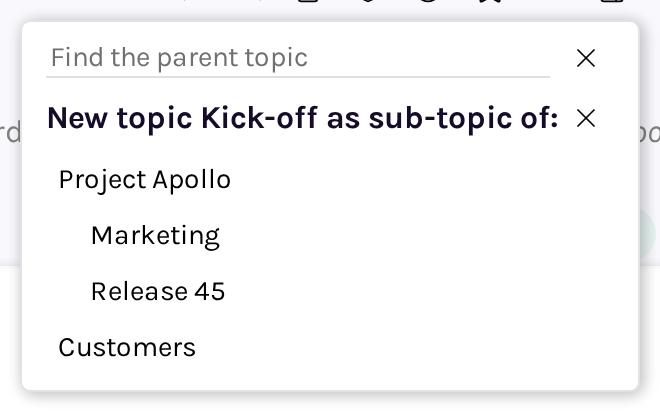 Find the parent topic
New topic Kick-off as sub-topic of:
Project Apollo
Marketing
Release 45
Customers